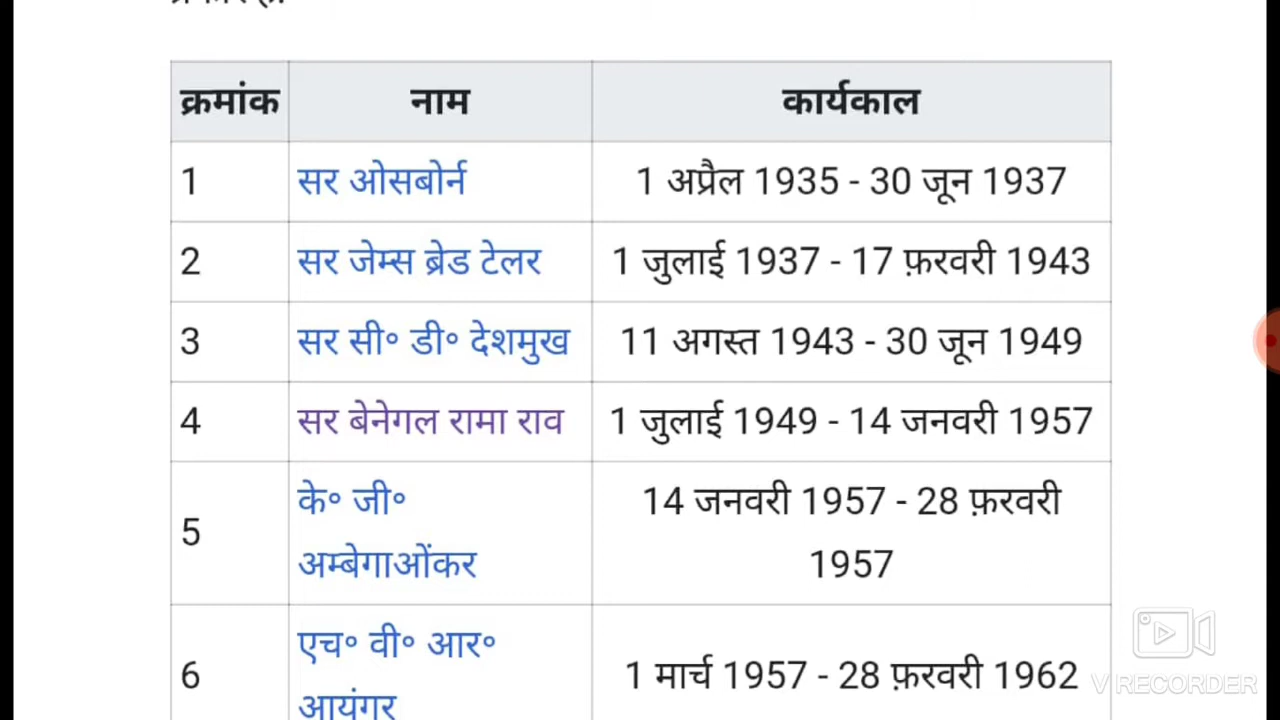 क्रमांक नाम कार्यकाल
1 सर ओसबोर्न 1 अप्रैल 1935 - 30 जून 1937
2 सर जेम्स ब्रेड टेलर 1 जुलाई 1937 - 17 फ़रवरी 1943
3 सर सी॰ डी॰ देशमुख 11 अगस्त 1943 - 30 जून 1949
4 सर बेनेगल रामा राव 1 जुलाई 1949 - 14 जनवरी 1957
5 के॰ जी॰
अम्बेगाओंकर
14 जनवरी 1957 - 28 फ़रवरी
1957
6 एच॰ वी॰ आर॰
आयंगर
1 मार्च 1957 - 28 फ़रवरी 1962
V RECORDER